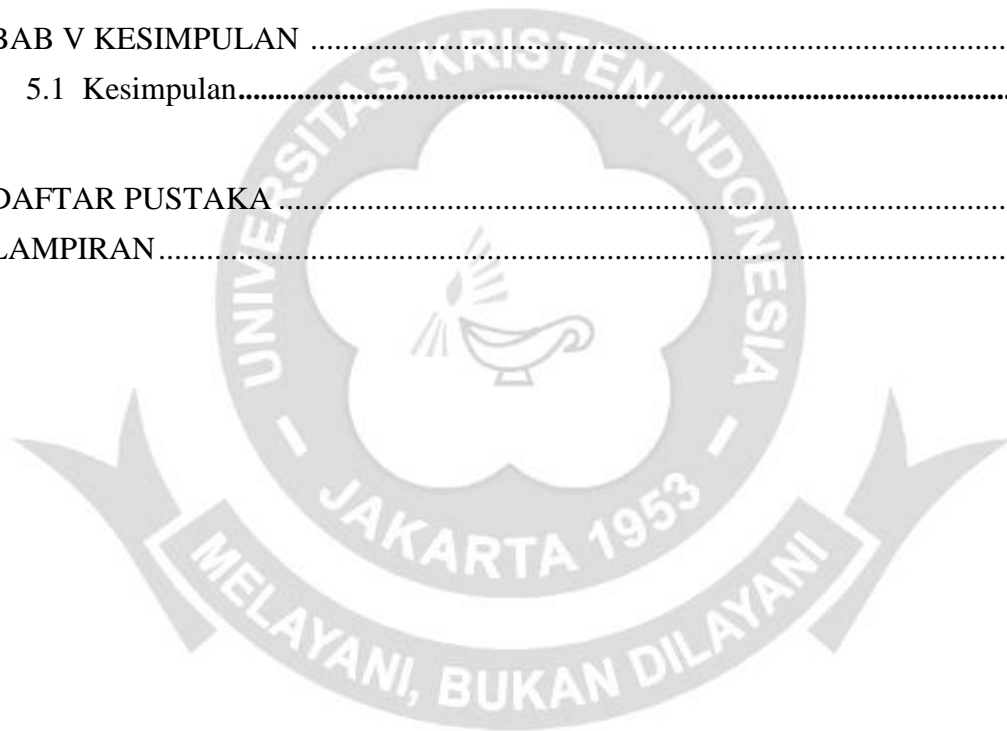 BAB V KESIMPULAN ........................................................................................
5.1 Kesimpulan........................................................................................................
DAFTAR PUSTAKA ............................................................................................
LAMPIRAN..........................................................................................................
UNIVERSITAS KRISTEN INDONESIA
- JAKARTA 1953 -
MELAYANI, BUKAN DILAYANI